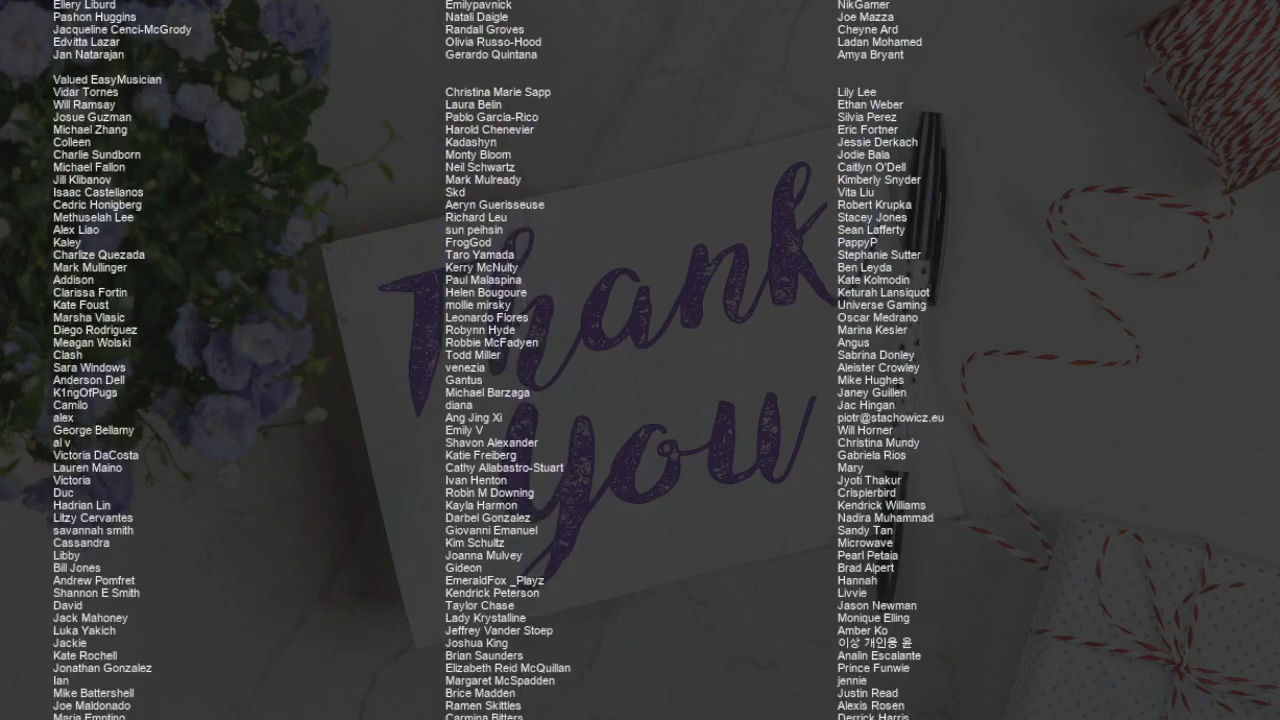 Ellery Liburd
Pashon Huggins
Jacqueline Cenci-McGrody
Edvitta Lazar
Jan Natarajan
Emilypavnick
Natali Daigle
Randall Groves
Olivia Russo-Hood
Gerardo Quintana
NikGamer
Joe Mazza
Cheyne Ard
Ladan Mohamed
Amya Bryant
Valued EasyMusician
Vidar Tornes
Will Ramsay
Josue Guzman
Michael Zhang
Colleen
Charlie Sundborn
Michael Fallon
Jill Klibanov
Isaac Castellanos
Cedric Honigberg
Methuselah Lee
Alex Liao
Kaley
Charlize Quezada
Mark Mullinger
Addison
Clarissa Fortin
Kate Foust
Marsha Vlasic
Diego Rodriguez
Meagan Wolski
Clash
Sara Windows
Anderson Dell
K1ngOfPugs
Camilo
alex
George Bellamy
al v
Victoria DaCosta
Lauren Maino
Victoria
Duc
Hadrian Lin
Litzy Cervantes
savannah smith
Cassandra
Libby
Bill Jones
Andrew Pomfret
Shannon E Smith
David
Jack Mahoney
Luka Yakich
Jackie
Kate Rochell
Jonathan Gonzalez
Ian
Mike Battershell
Joe Maldonado
Maria Empting
Christina Marie Sapp
Laura Belin
Pablo Garcia-Rico
Harold Chenevier
Kadashyn
Monty Bloom
Neil Schwartz
Mark Mulready
Skd
Aeryn Guerisseuse
Richard Leu
sun peihsin
FrogGod
Taro Yamada
Kerry McNulty
Paul Malaspina
Helen Bougoure
mollie mirsky
Leonardo Flores
Robynn Hyde
Robbie McFadyen
Todd Miller
venezia
Gantus
Michael Barzaga
diana
Ang Jing Xi
Emily V
Shavon Alexander
Katie Freiberg
Cathy Allabastro-Stuart
Ivan Henton
Robin M Downing
Kayla Harmon
Darbel Gonzalez
Giovanni Emanuel
Kim Schultz
Joanna Mulvey
Gideon
EmeraldFox _Playz
Kendrick Peterson
Taylor Chase
Lady Krystalline
Jeffrey Vander Stoep
Joshua King
Brian Saunders
Elizabeth Reid McQuillan
Margaret McSpadden
Brice Madden
Ramen Skittles
Carmina Bitters
Lily Lee
Ethan Weber
Silvia Perez
Eric Fortner
Jessie Derkach
Jodie Bala
Caitlyn O'Dell
Kimberly Snyder
Vita Liu
Robert Krupka
Stacey Jones
Sean Lafferty
PappyP
Stephanie Sutter
Ben Leyda
Kate Kolmodin
Keturah Lansiquot
Universe Gaming
Oscar Medrano
Marina Kesler
Angus
Sabrina Donley
Aleister Crowley
Mike Hughes
Janey Guillen
Jac Hingan
piotr@stachowicz.eu
Will Horner
Christina Mundy
Gabriela Rios
Mary
Jyoti Thakur
Crispierbird
Kendrick Williams
Nadira Muhammad
Sandy Tan
Microwave
Pearl Petaia
Brad Alpert
Hannah
Livvie
Jason Newman
Monique Elling
Amber Ko
이상 개인용 윤
Analin Escalante
Prince Funwie
jennie
Justin Read
Alexis Rosen
Derrick Harris
Thank
you